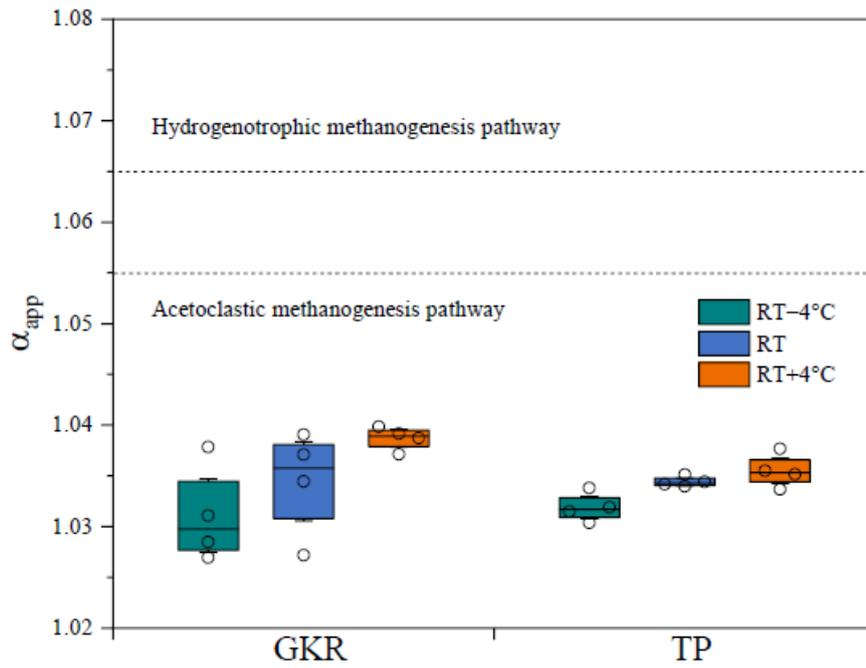 1.08
1.07
Hydrogenotrophic methanogenesis pathway
1.06
Acetoclastic methanogenesis pathway
1.05
RT−4°C
RT
RT+4°C
α_app
1.04
1.03
1.02
GKR TP